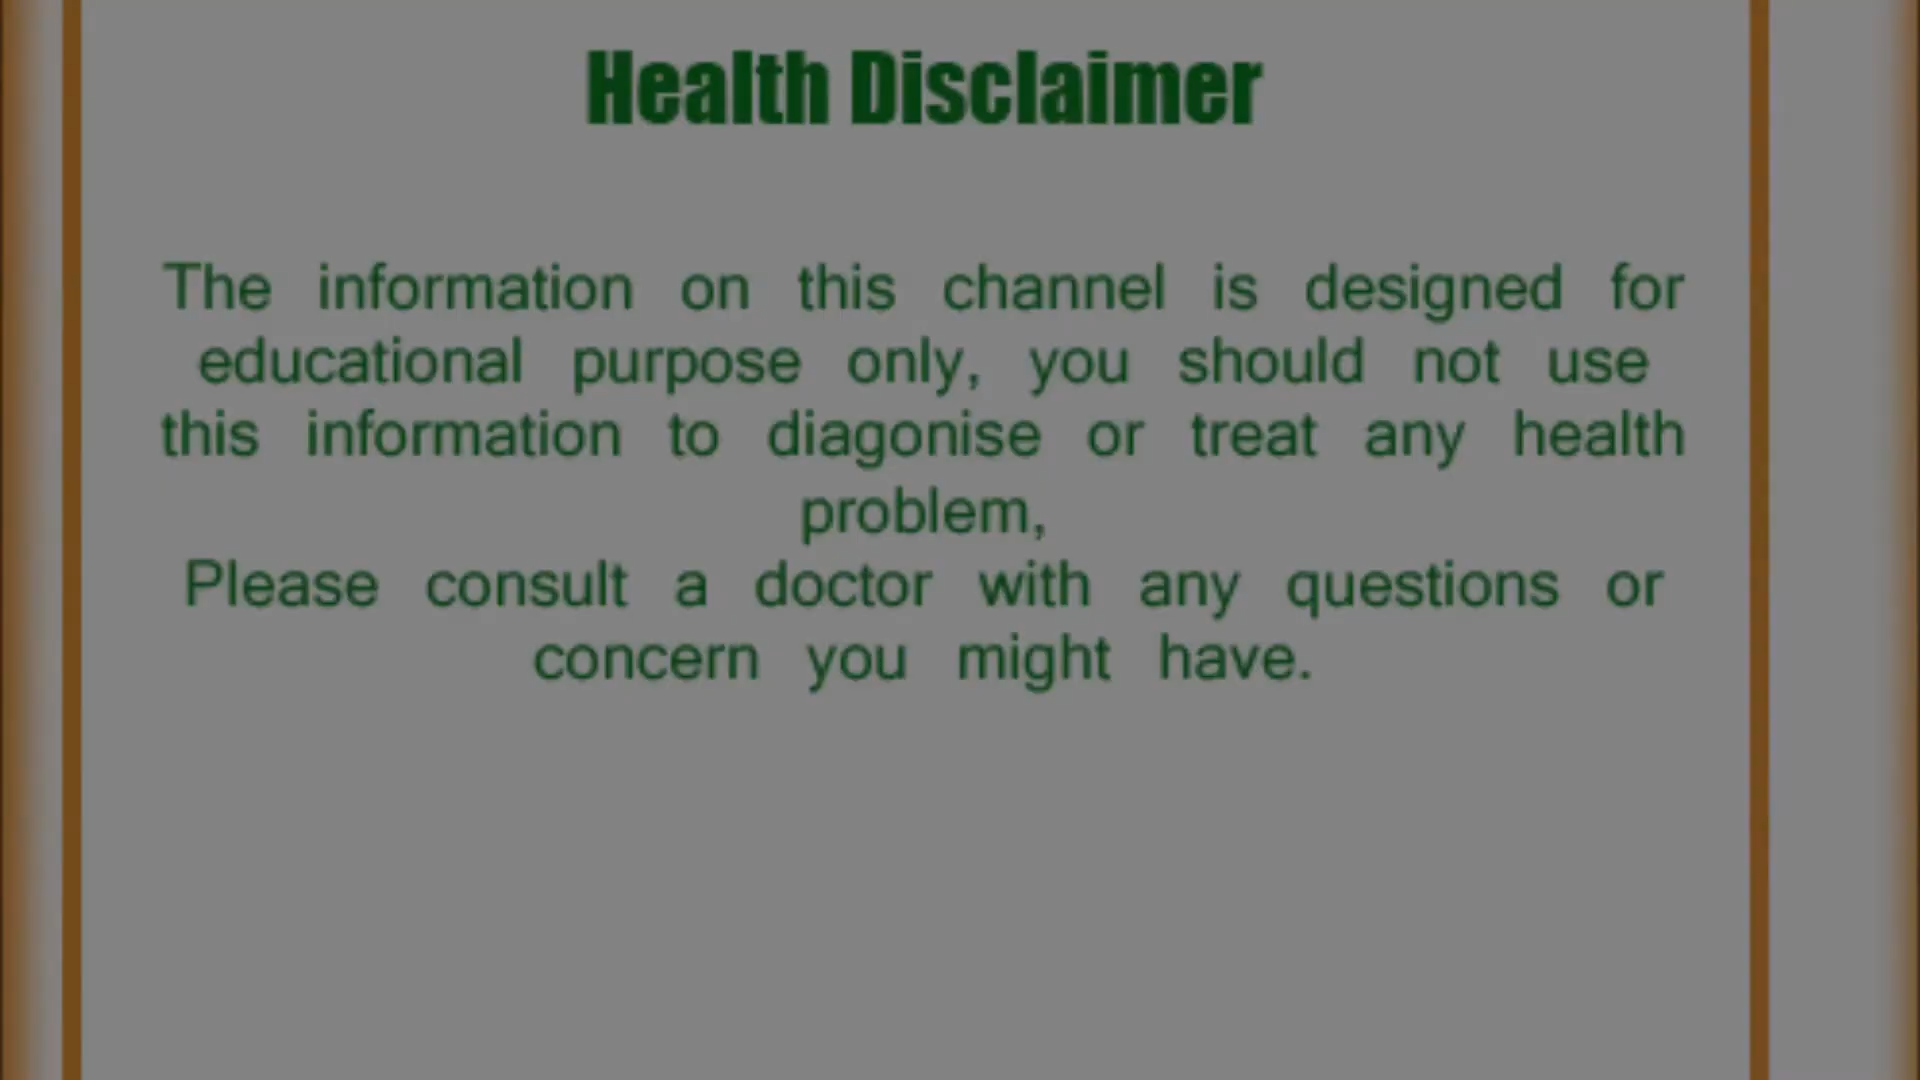 Health Disclaimer
The information on this channel is designed for
educational purpose only, you should not use
this information to diagonise or treat any health
problem,
Please consult a doctor with any questions or
concern you might have.